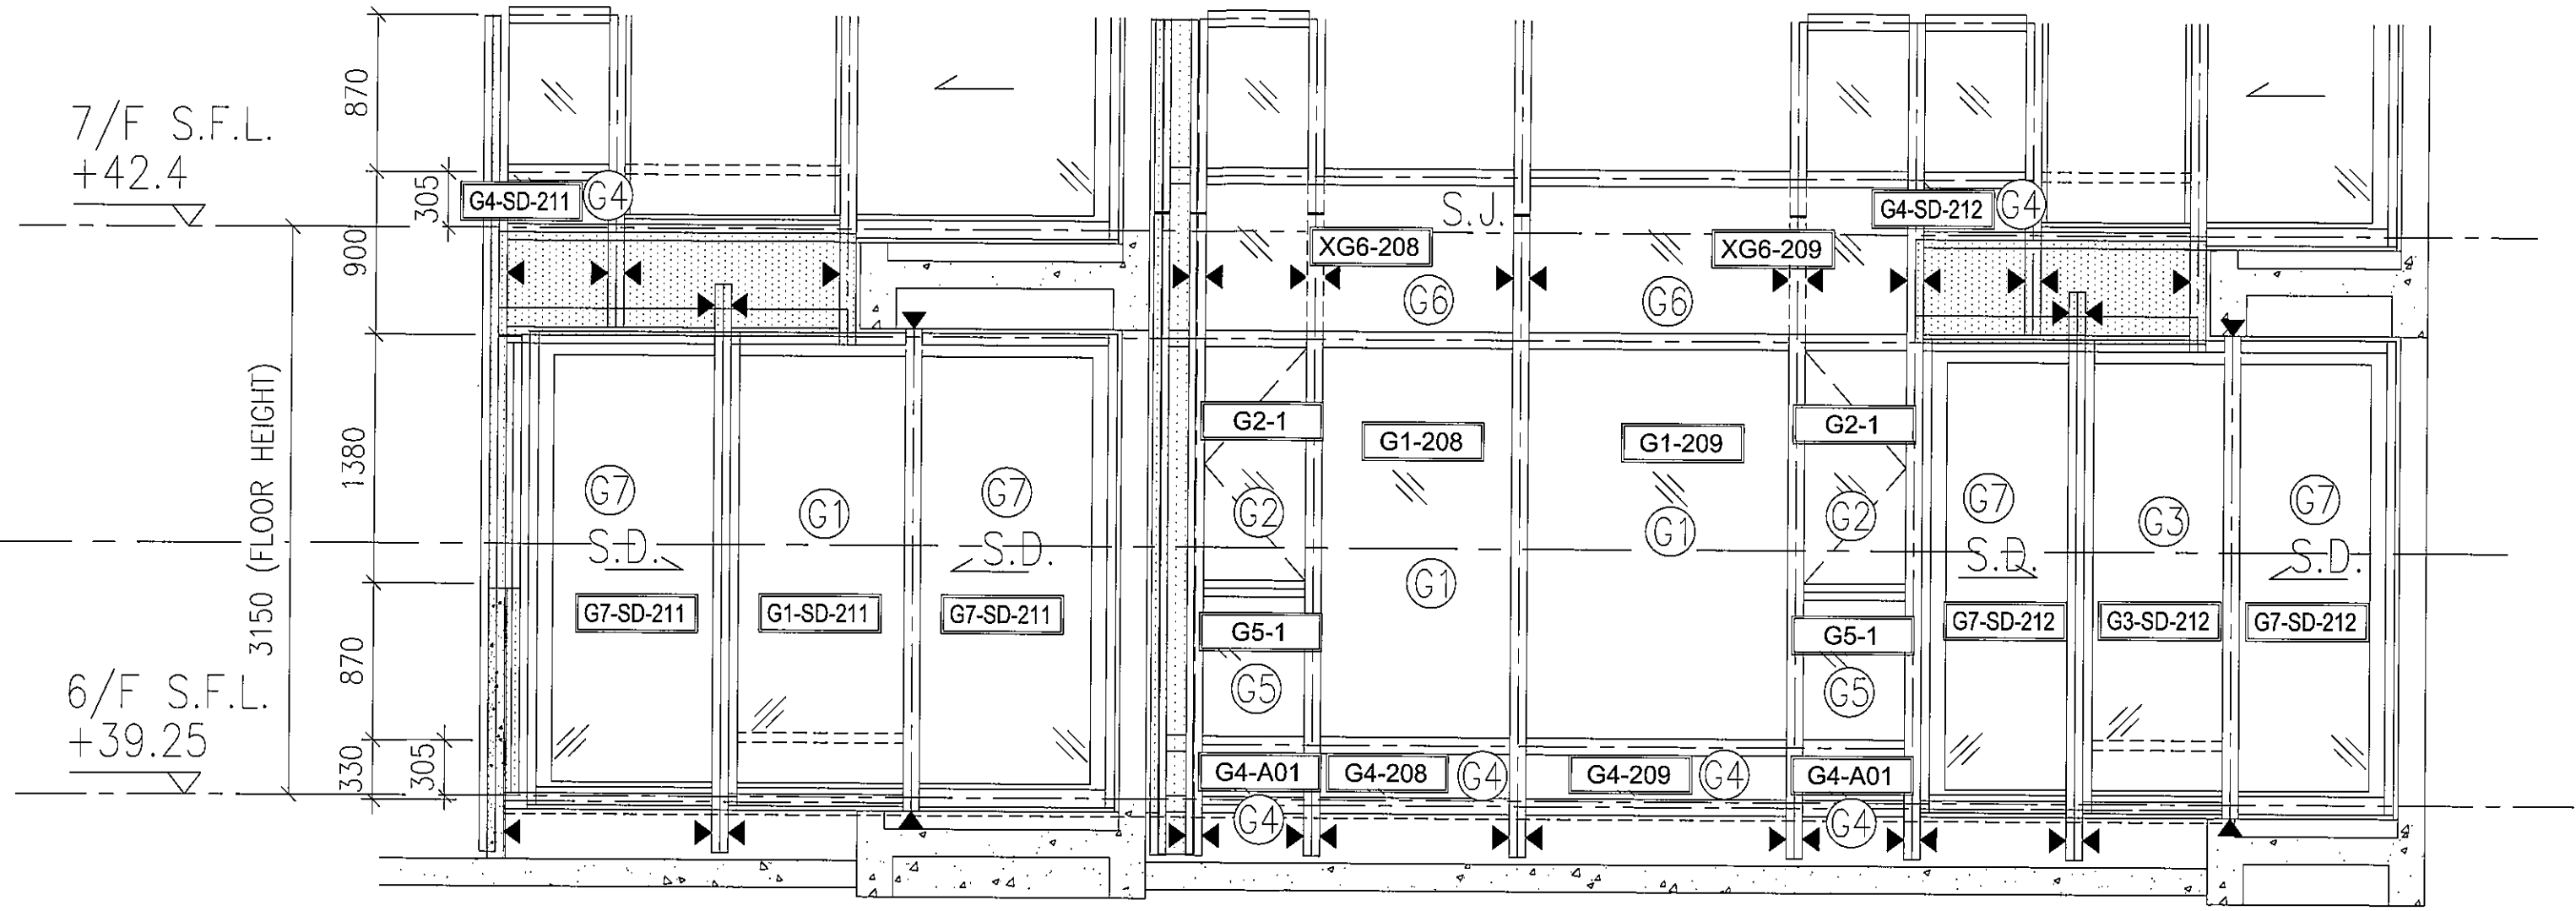 870
7/F S.F.L.
+42.4
305
G4-SD-211
G4
S.J.
G4-SD-212
G4
900
XG6-208
XG6-209
G6
G6
3150 (FLOOR HEIGHT)
1380
G2-1
G1-208
G1-209
G2-1
G7
S.D.
G1
G7
S.D.
G2
G1
G1
G2
G7
S.D.
G3
G7
S.D.
G7-SD-211
G1-SD-211
G7-SD-211
G5-1
G5-1
G7-SD-212
G3-SD-212
G7-SD-212
870
6/F S.F.L.
+39.25
G5
G5
330
305
G4-A01
G4-208
G4
G4-209
G4
G4-A01
G4
G4